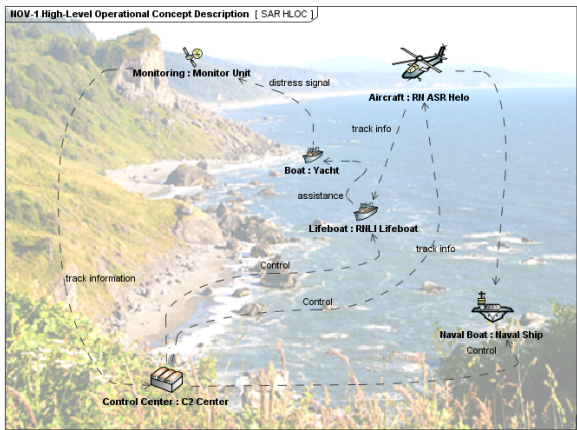 NOV-1 High-Level Operational Concept Description [ SAR HLOC ]
Monitoring : Monitor Unit
distress signal
Aircraft : RN ASR Helo
track info
Boat : Yacht
assistance
Lifeboat : RNLI Lifeboat
track info
Control
track information
Control
Naval Boat : Naval Ship
Control
Control Center : C2 Center